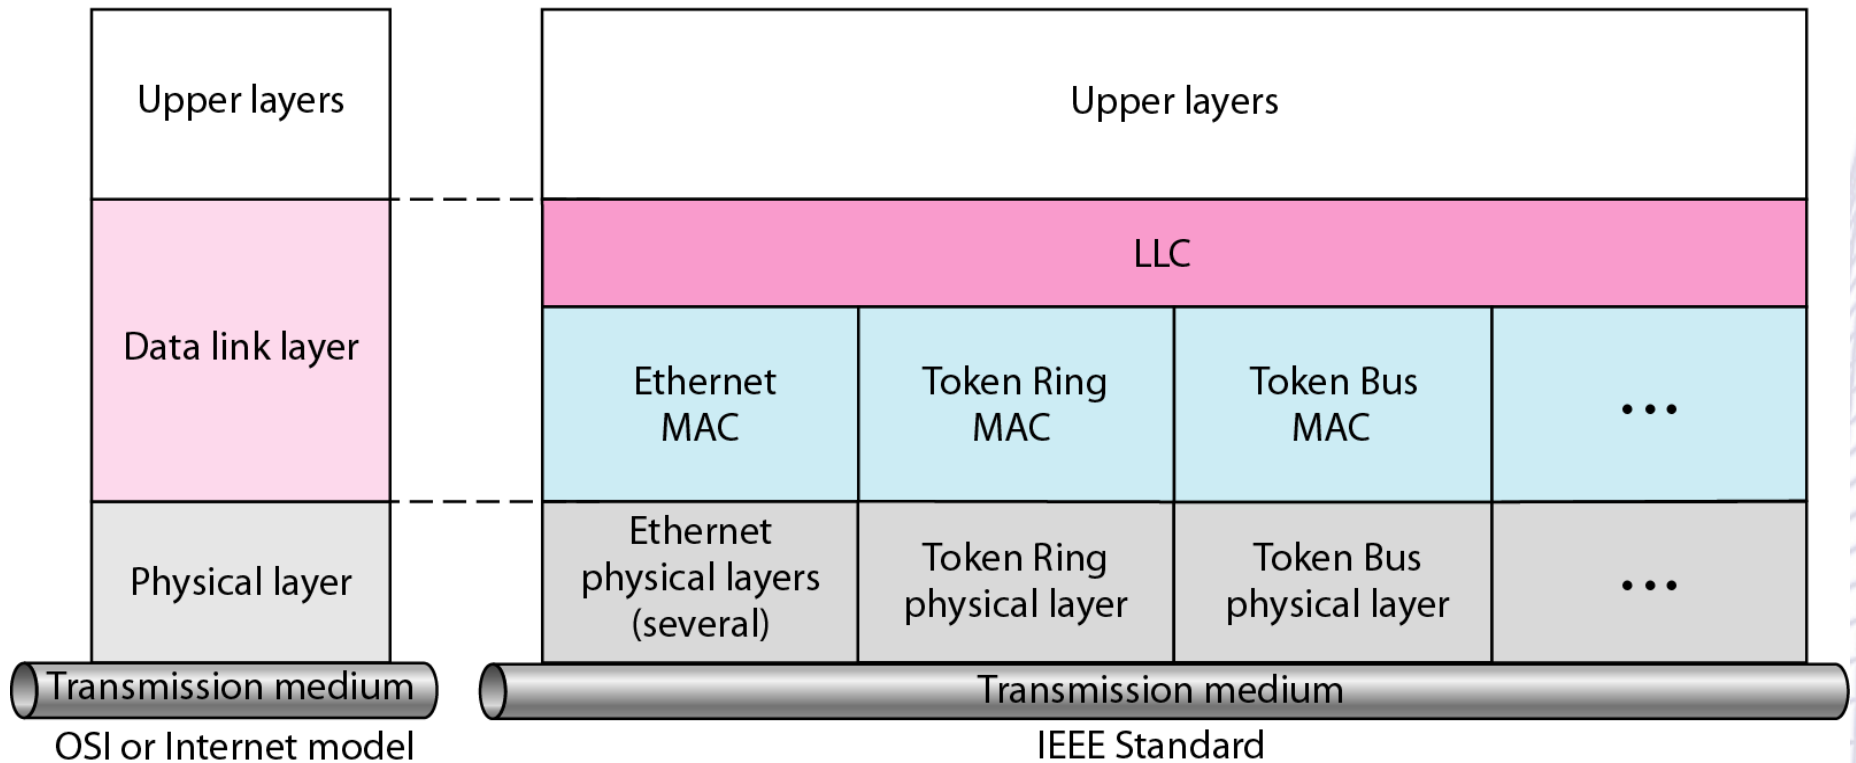 Upper layers
Data link layer
Physical layer
Transmission medium
OSI or Internet model
Upper layers
LLC
Ethernet
MAC
Token Ring
MAC
Token Bus
MAC
...
Ethernet
physical layers
(several)
Token Ring
physical layer
Token Bus
physical layer
...
Transmission medium
IEEE Standard